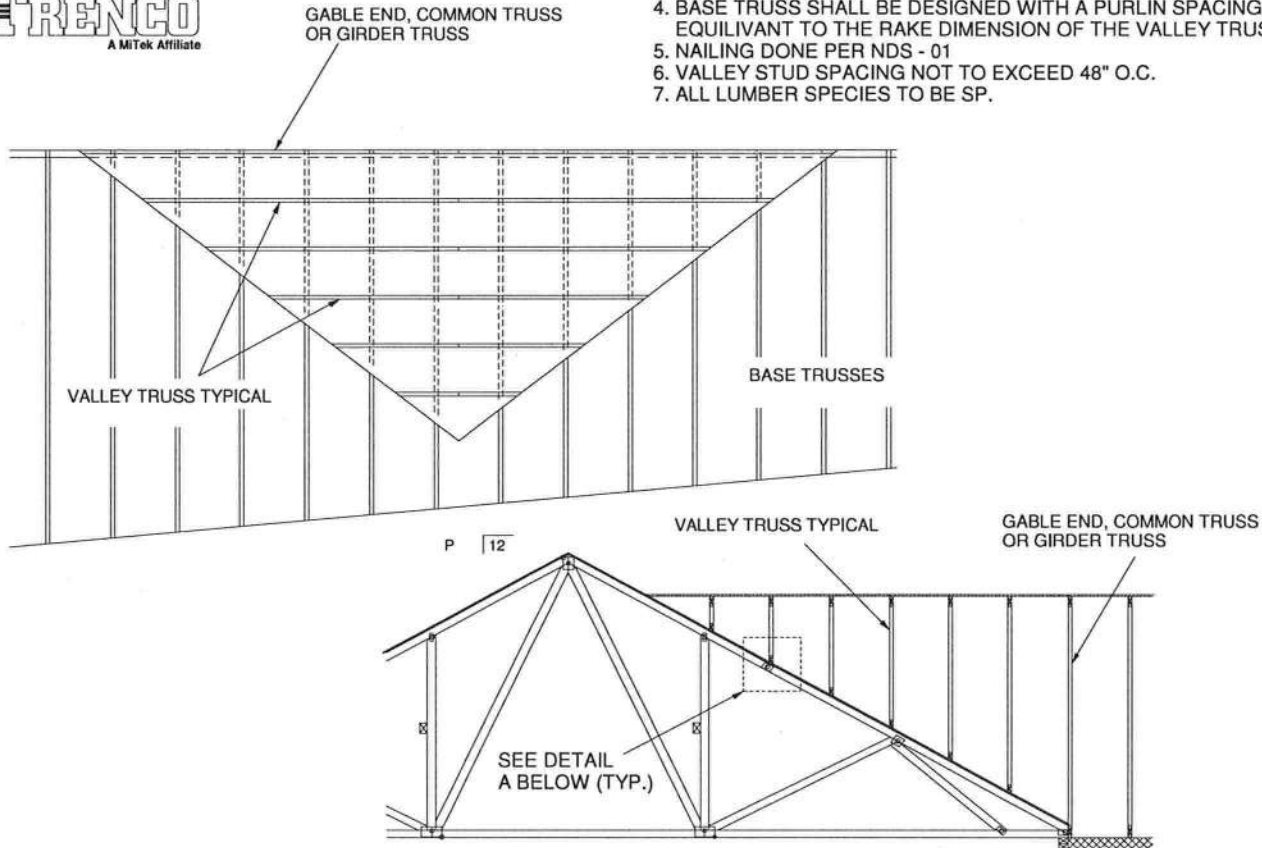 TRENCO
A MiTek Affiliate
GABLE END, COMMON TRUSS
OR GIRDER TRUSS
4. BASE TRUSS SHALL BE DESIGNED WITH A PURLIN SPACING
EQUILIVANT TO THE RAKE DIMENSION OF THE VALLEY TRUS
5. NAILING DONE PER NDS - 01
6. VALLEY STUD SPACING NOT TO EXCEED 48" O.C.
7. ALL LUMBER SPECIES TO BE SP.
VALLEY TRUSS TYPICAL
BASE TRUSSES
P 12
VALLEY TRUSS TYPICAL
GABLE END, COMMON TRUSS
OR GIRDER TRUSS
SEE DETAIL
A BELOW (TYP.)